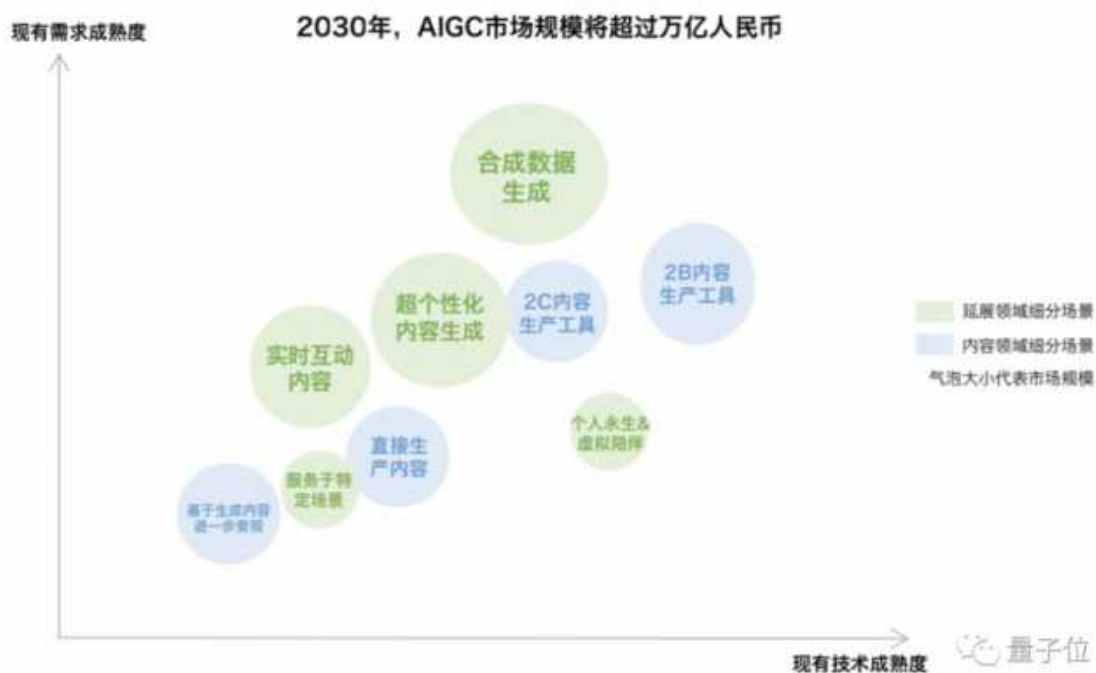 2030年，AIGC市场规模将超过万亿人民币
现有需求成熟度
合成数据
生成
2B内容
生产工具
超个性化
内容生成
2C内容
生产工具
延展领域细分场景
内容领域细分场景
气泡大小代表市场规模
实时互动
内容
个人永生&
虚拟陪伴
直接生
产内容
服务于特
定场景
基于生成内容
进一步变现
现有技术成熟度
量子位